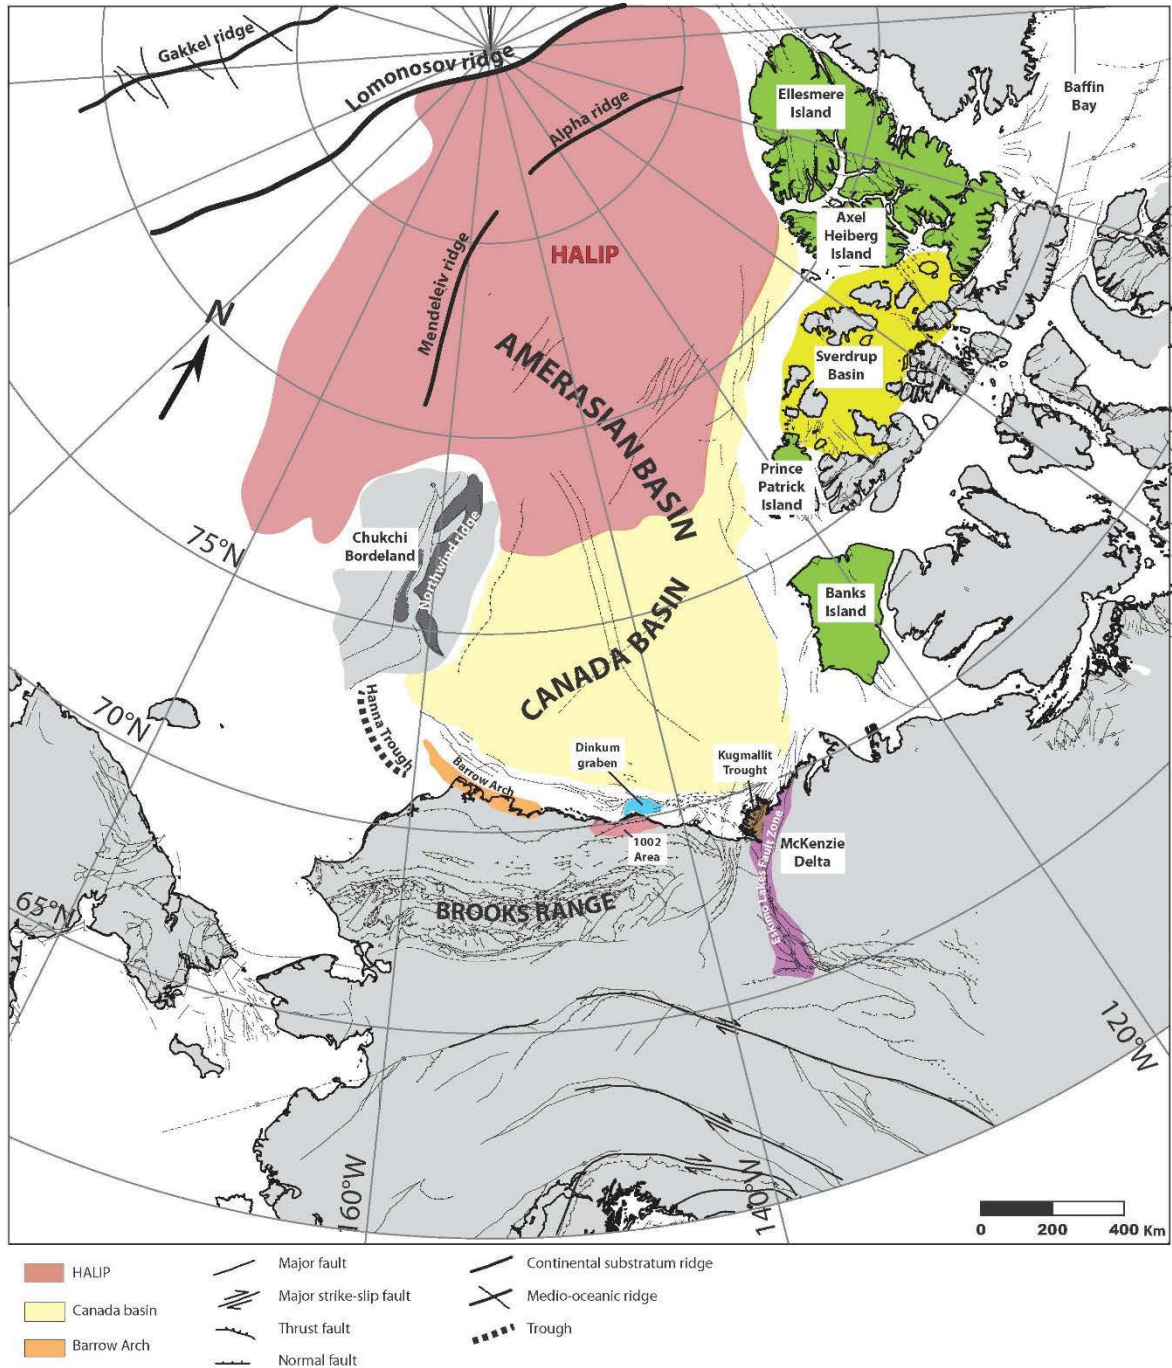 Gakkel ridge
Lomonosov ridge
Alpha ridge
Ellesmere
Island
Baffin
Bay
Axel
Heiberg
Island
HALIP
Mendeleiv ridge
N
AMERASIAN BASIN
Sverdrup
Basin
Prince
Patrick
Island
75°N
Chukchi
Bordeland
Northwind ridge
Banks
Island
CANADA BASIN
70°N
Hanna Trough
Barrow Arch
Dinkum
graben
Kugmallit
Trought
1002
Area
McKenzie
Delta
Eskimo Lakes Fault Zone
65°N
BROOKS RANGE
120°W
160°W
140°W
0 200 400 Km
HALIP
Canada basin
Barrow Arch
Major fault
Major strike-slip fault
Thrust fault
Normal fault
Continental substratum ridge
Medio-oceanic ridge
Trough